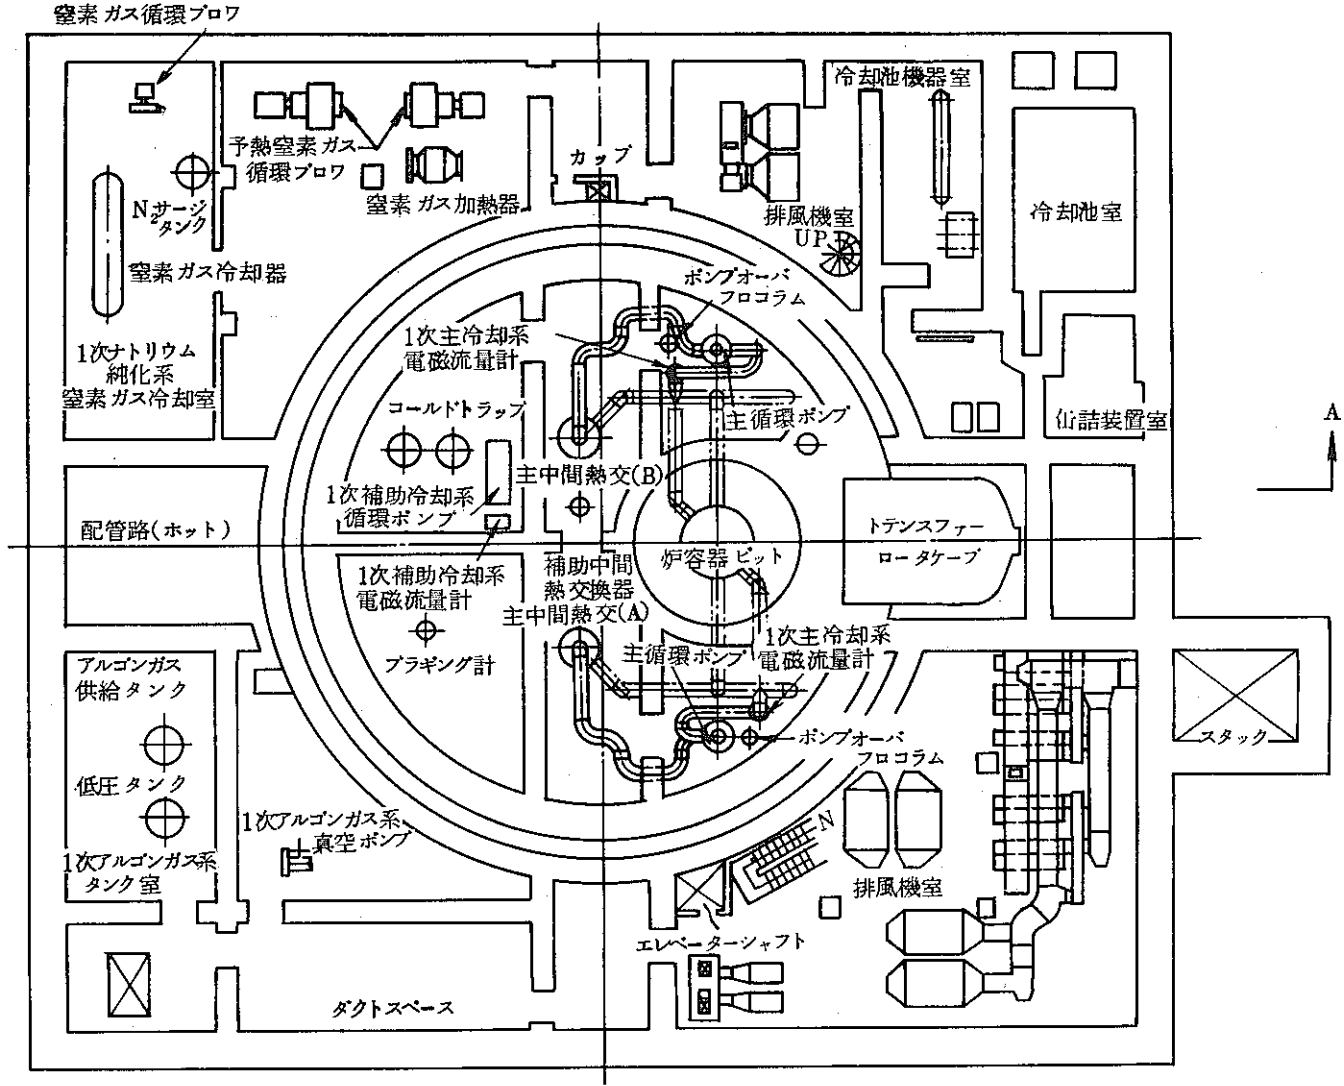 窒素ガス循環ブロワ
予熱窒素ガス
循環ブロワ
窒素ガス加熱器
N₂サージ
タンク
窒素ガス冷却器
1次ナトリウム
純化系
窒素ガス冷却室
カップ
排風機室
UP
冷却池機器室
冷却池室
缶詰装置室
A
ポンプオーバ
フロコラム
1次主冷却系
電磁流量計
コールドトラップ
主循環ポンプ
主中間熱交(B)
1次補助冷却系
循環ポンプ
配管路(ホット)
炉容器ピット
トランスファー
ロータケーブ
1次補助冷却系
電磁流量計
補助中間
熱交換器
主中間熱交(A)
プラギング計
主循環ポンプ
1次主冷却系
電磁流量計
ポンプオーバ
フロコラム
アルゴンガス
供給タンク
低圧タンク
1次アルゴンガス系
タンク室
1次アルゴンガス系
真空ポンプ
N
排風機室
スタック
エレベーターシャフト
ダクトスペース